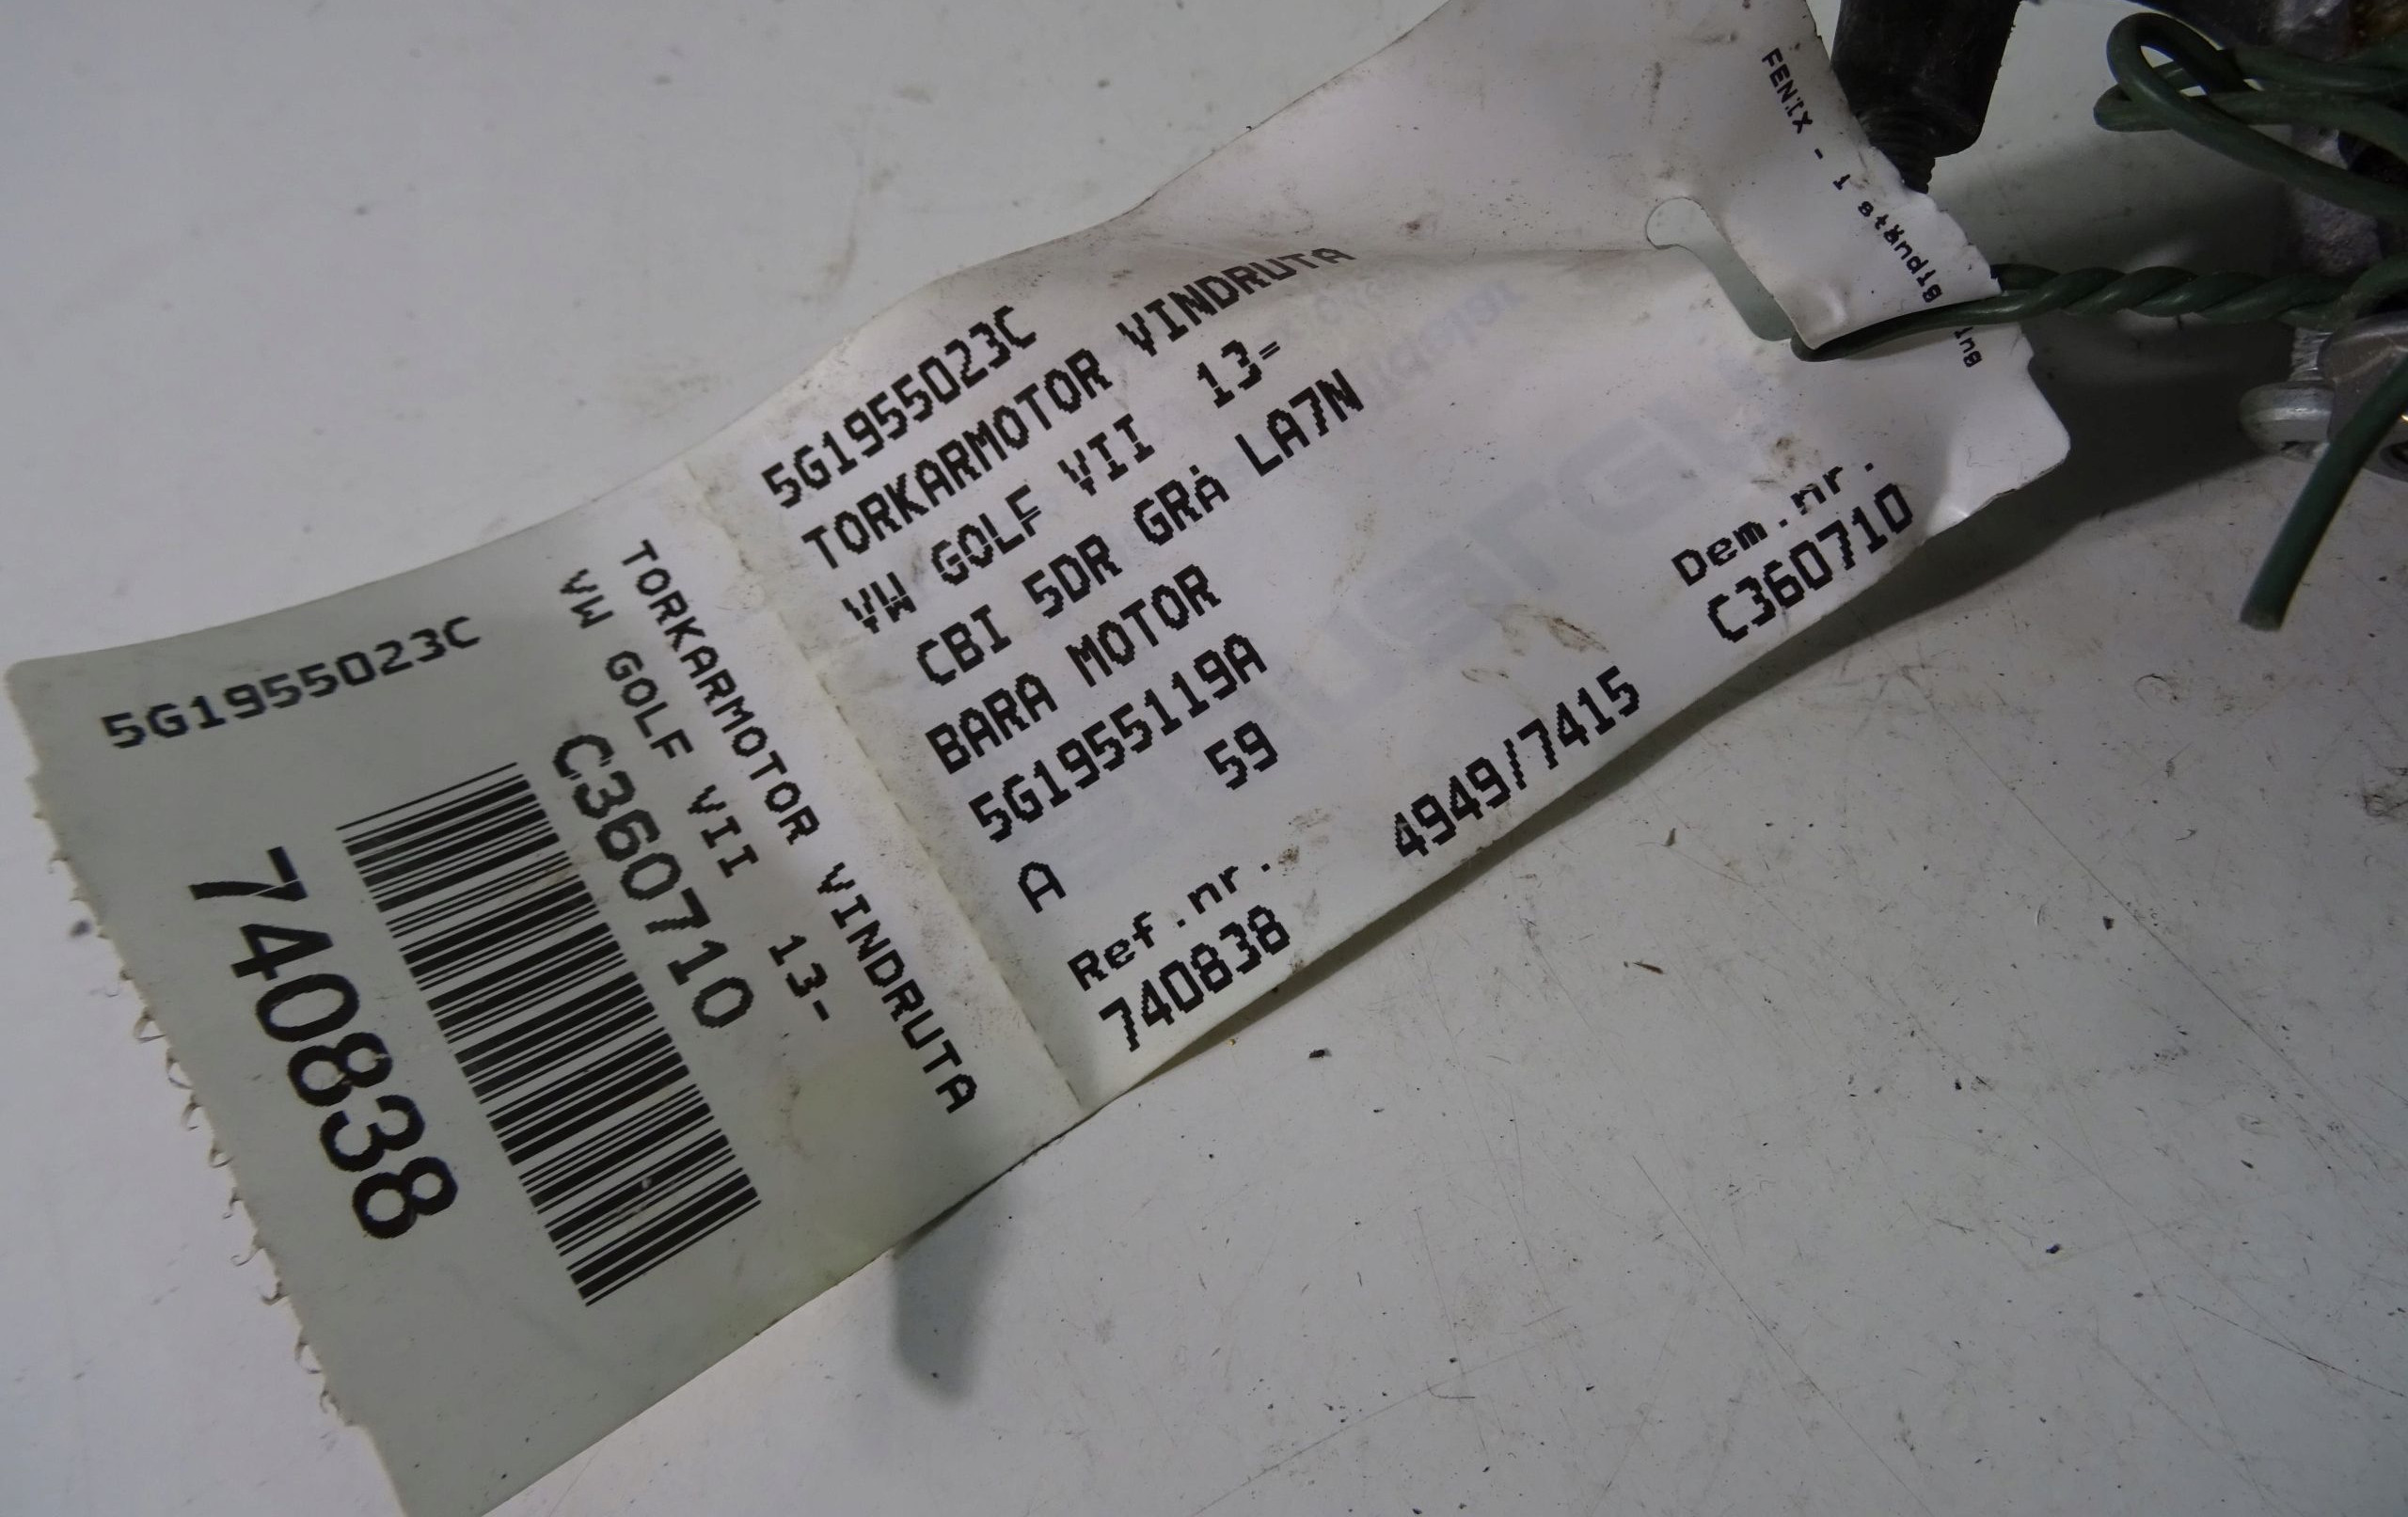 5G1955023C
TORKARMOTOR VINDRUTA
VW GOLF VII 13-
CBI 5DR GRÅ LA7N
BARA MOTOR
5G1955119A
59
A
4949/7415
Ref.nr.
740838
Dem.nr.
C360710
FENIX - i ständig
5G1955023C
TORKARMOTOR VINDRUTA
VW GOLF VII 13-
C360710
740838